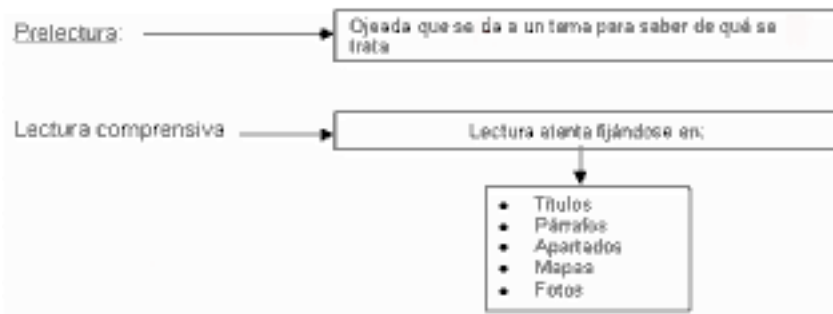 Prelectura:
Ojeada que se da a un tema para saber de qué se
trata
Lectura comprensiva
Lectura atenta fijándose en:
Títulos
Párrafos
Apartados
Mapas
Fotos